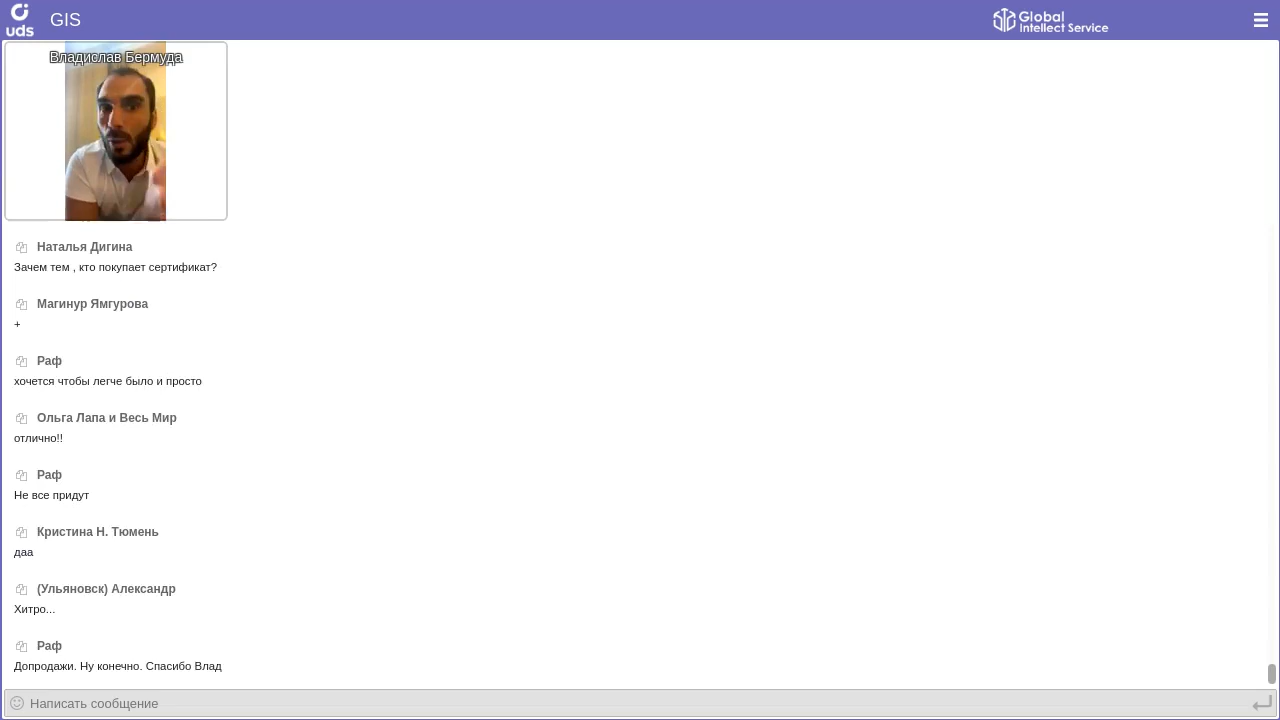 uds
GIS
Global
Intellect Service
Владислав Бермуда
Наталья Дигина
Зачем тем , кто покупает сертификат?
Магинур Ямгурова
+
Раф
хочется чтобы легче было и просто
Ольга Лапа и Весь Мир
отлично!!
Раф
Не все придут
Кристина Н. Тюмень
даа
(Ульяновск) Александр
Хитро...
Раф
Допродажи. Ну конечно. Спасибо Влад
Написать сообщение